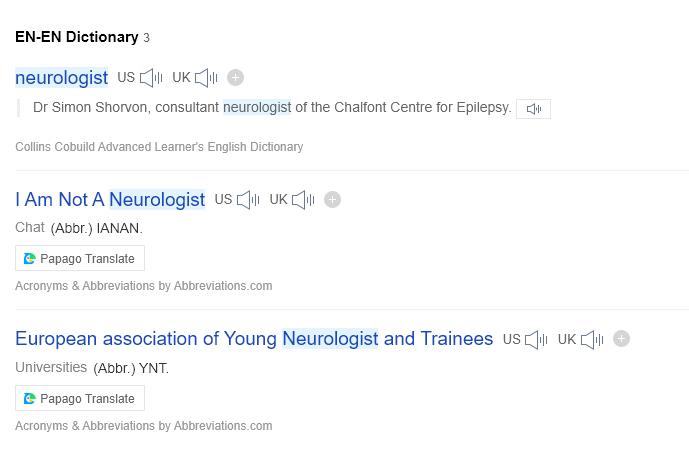 EN-EN Dictionary 3
neurologist US UK
Dr Simon Shorvon, consultant neurologist of the Chalfont Centre for Epilepsy.
Collins Cobuild Advanced Learner's English Dictionary
I Am Not A Neurologist US UK
Chat (Abbr.) IANAN.
Papago Translate
Acronyms & Abbreviations by Abbreviations.com
European association of Young Neurologist and Trainees US UK
Universities (Abbr.) YNT.
Papago Translate
Acronyms & Abbreviations by Abbreviations.com